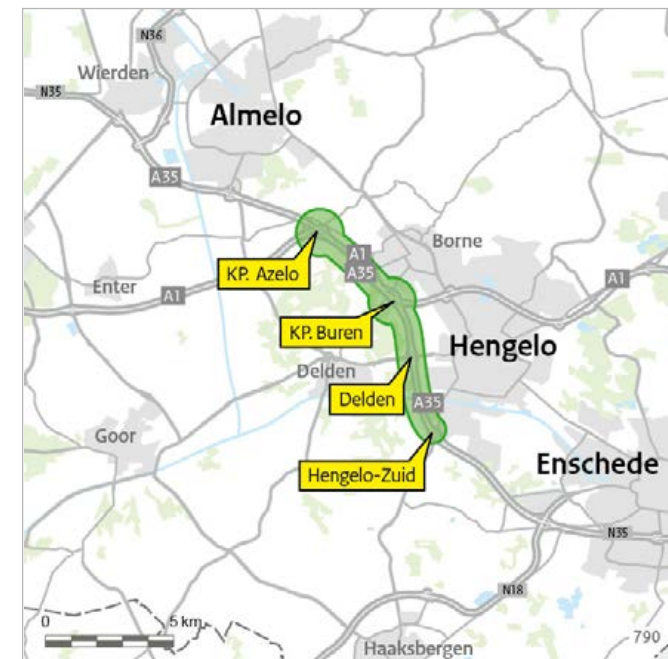 N36
Wierden
N35
Almelo
A35
Borne
A1
A35
KP. Azelo
A1
Enter
A1
KP. Buren
Hengelo
Delden
Delden
A35
Goor
Enschede
Hengelo-Zuid
N35
N18
0
5 km
790
Haaksbergen